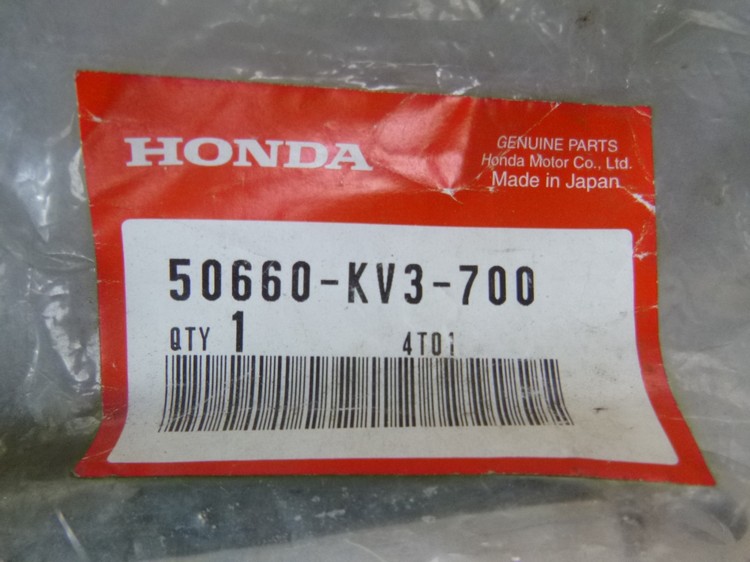 HONDA
GENUINE PARTS
Honda Motor Co., Ltd.
Made in Japan
50660-KV3-700
QTY 1 4T01